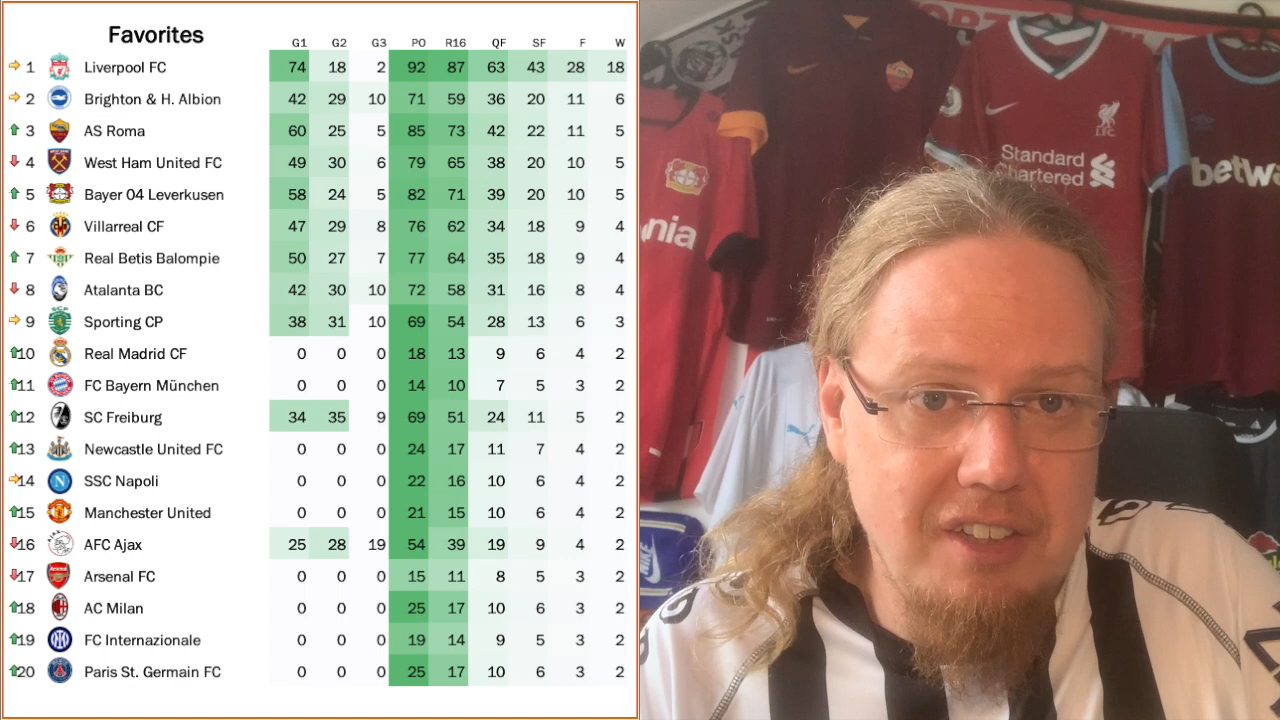 Favorites
G1 G2 G3 PO R16 QF SF F W
1 Liverpool FC 74 18 2 92 87 63 43 28 18
2 Brighton & H. Albion 42 29 10 71 59 36 20 11 6
3 AS Roma 60 25 5 85 73 42 22 11 5
4 West Ham United FC 49 30 6 79 65 38 20 10 5
5 Bayer 04 Leverkusen 58 24 5 82 71 39 20 10 5
6 Villarreal CF 47 29 8 76 62 34 18 9 4
7 Real Betis Balompie 50 27 7 77 64 35 18 9 4
8 Atalanta BC 42 30 10 72 58 31 16 8 4
9 Sporting CP 38 31 10 69 54 28 13 6 3
10 Real Madrid CF 0 0 0 18 13 9 6 4 2
11 FC Bayern München 0 0 0 14 10 7 5 3 2
12 SC Freiburg 34 35 9 69 51 24 11 5 2
13 Newcastle United FC 0 0 0 24 17 11 7 4 2
14 SSC Napoli 0 0 0 22 16 10 6 4 2
15 Manchester United 0 0 0 21 15 10 6 4 2
16 AFC Ajax 25 28 19 54 39 19 9 4 2
17 Arsenal FC 0 0 0 15 11 8 5 3 2
18 AC Milan 0 0 0 25 17 10 6 3 2
19 FC Internazionale 0 0 0 19 14 9 5 3 2
20 Paris St. Germain FC 0 0 0 25 17 10 6 3 2
L.F.C.
Standard
Chartered
betw
nia
NIKE